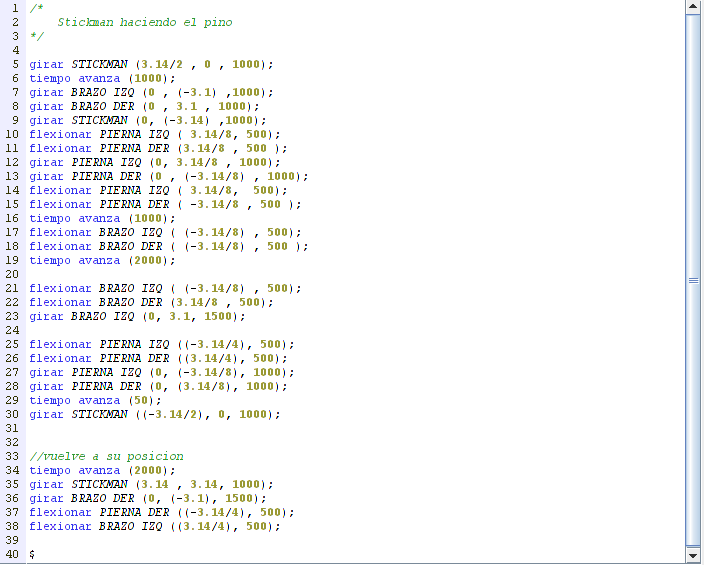 1 /*
2 Stickman haciendo el pino
3 */
4
5 girar STICKMAN (3.14/2 , 0 , 1000);
6 tiempo avanza (1000);
7 girar BRAZO IZQ (0 , (-3.1) ,1000);
8 girar BRAZO DER (0 , 3.1 , 1000);
9 girar STICKMAN (0, (-3.14) ,1000);
10 flexionar PIERNA IZQ ( 3.14/8, 500);
11 flexionar PIERNA DER (3.14/8 , 500 );
12 girar PIERNA IZQ (0, 3.14/8 , 1000);
13 girar PIERNA DER (0 , (-3.14/8) , 1000);
14 flexionar PIERNA IZQ ( 3.14/8,  500);
15 flexionar PIERNA DER ( -3.14/8 , 500 );
16 tiempo avanza (1000);
17 flexionar BRAZO IZQ ( (-3.14/8) , 500);
18 flexionar BRAZO DER ( (-3.14/8) , 500 );
19 tiempo avanza (2000);
20
21 flexionar BRAZO IZQ ( (-3.14/8) , 500);
22 flexionar BRAZO DER (3.14/8 , 500);
23 girar BRAZO IZQ (0, 3.1, 1500);
24
25 flexionar PIERNA IZQ ((-3.14/4), 500);
26 flexionar PIERNA DER ((3.14/4), 500);
27 girar PIERNA IZQ (0, (-3.14/8), 1000);
28 girar PIERNA DER (0, (3.14/8), 1000);
29 tiempo avanza (50);
30 girar STICKMAN ((-3.14/2), 0, 1000);
31
32
33 //vuelve a su posicion
34 tiempo avanza (2000);
35 girar STICKMAN (3.14 , 3.14, 1000);
36 girar BRAZO DER (0, (-3.1), 1500);
37 flexionar PIERNA DER ((-3.14/4), 500);
38 flexionar BRAZO IZQ ((3.14/4), 500);
39
40 $